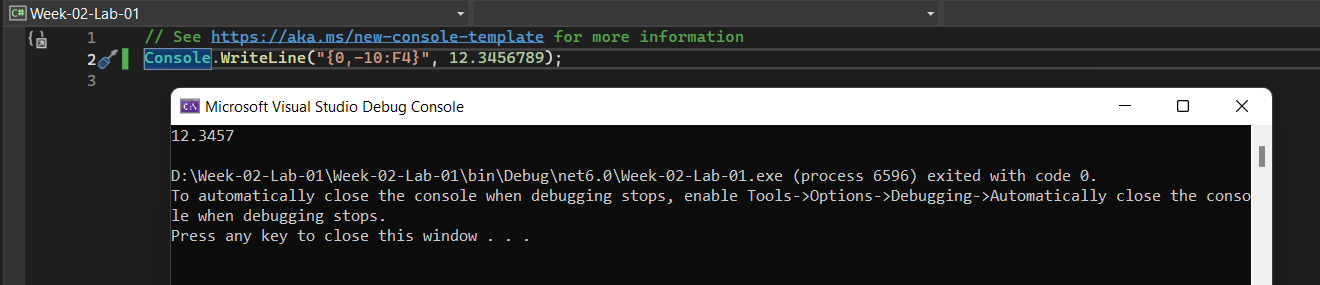 C# Week-02-Lab-01
1 // See https://aka.ms/new-console-template for more information
2 Console.WriteLine("{0,-10:F4}", 12.3456789);
3
C:\ Microsoft Visual Studio Debug Console
12.3457
D:\Week-02-Lab-01\Week-02-Lab-01\bin\Debug\net6.0\Week-02-Lab-01.exe (process 6596) exited with code 0.
To automatically close the console when debugging stops, enable Tools->Options->Debugging->Automatically close the conso
le when debugging stops.
Press any key to close this window . . .